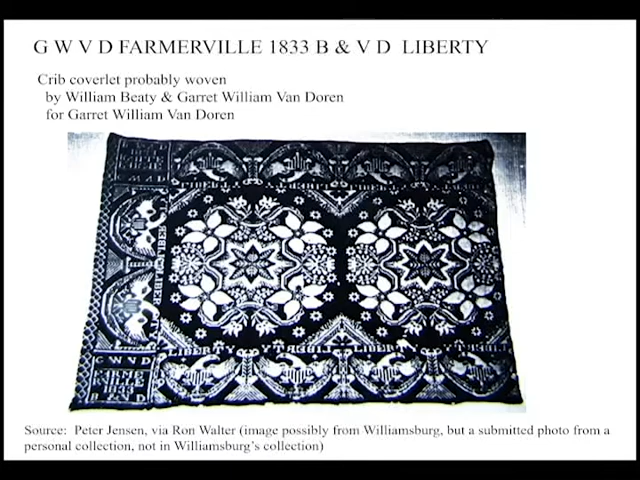 G W V D FARMERVILLE 1833 B & V D LIBERTY
Crib coverlet probably woven
by William Beaty & Garret William Van Doren
for Garret William Van Doren
LIBERTY
LIBERTY
G W V D
1833
Source: Peter Jensen, via Ron Walter (image possibly from Williamsburg, but a submitted photo from a
personal collection, not in Williamsburg's collection)